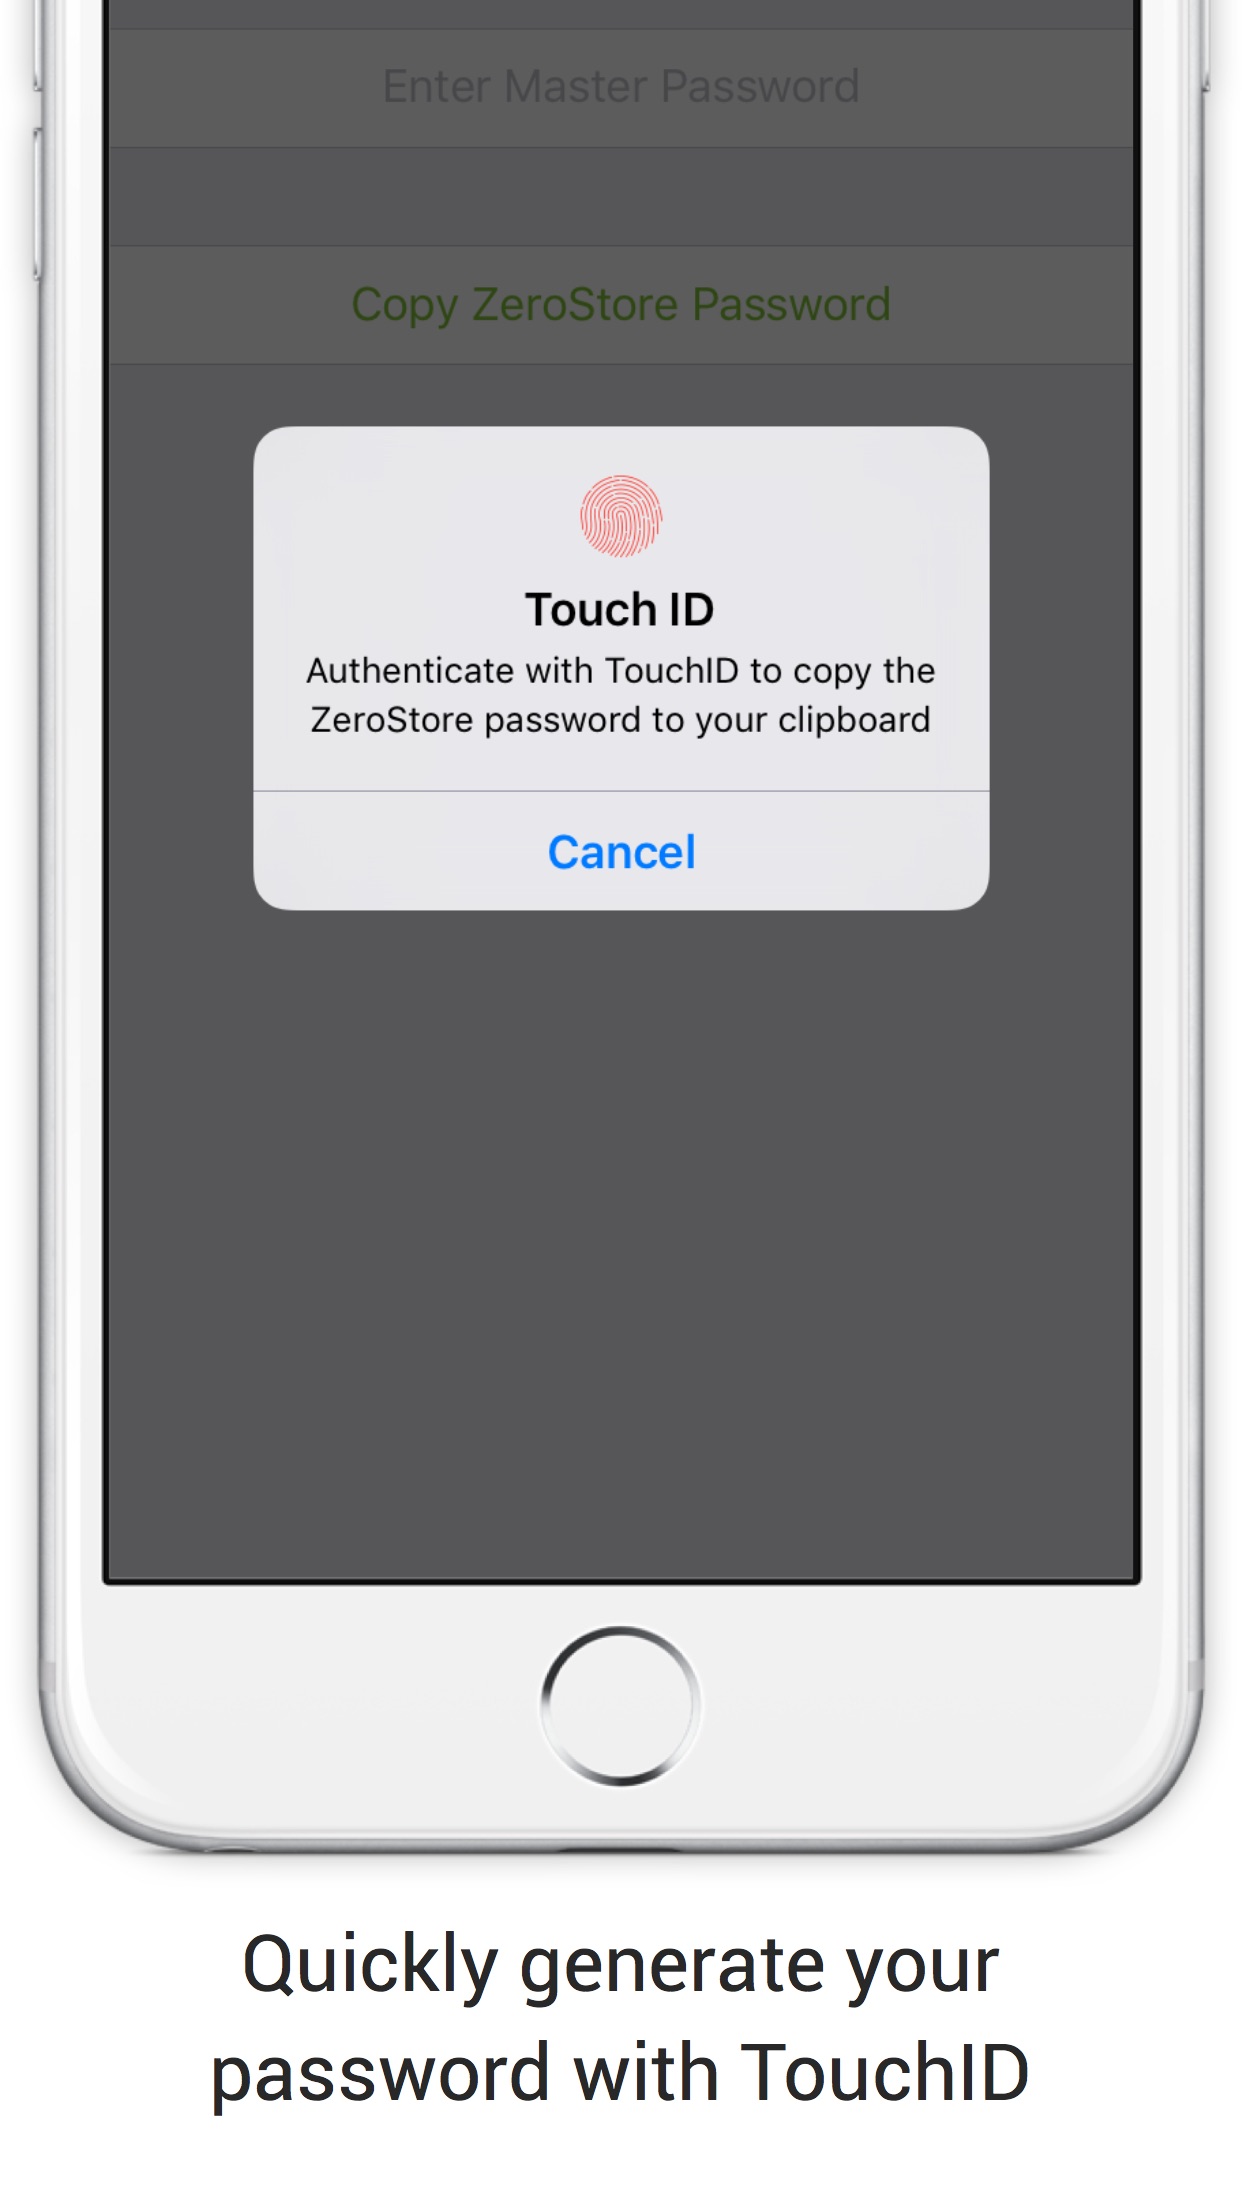 Enter Master Password
Copy ZeroStore Password
Touch ID
Authenticate with TouchID to copy the
ZeroStore password to your clipboard
Cancel
Quickly generate your
password with TouchID